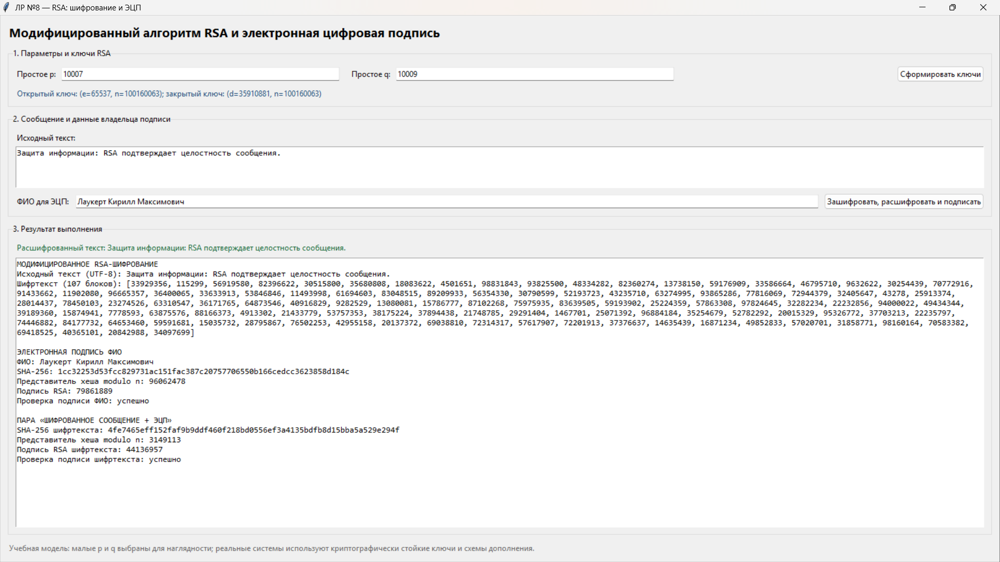 ЛР №8 — RSA: шифрование и ЭЦП
Модифицированный алгоритм RSA и электронная цифровая подпись
1. Параметры и ключи RSA
Простое p: 10007 Простое q: 10009 Сформировать ключи
Открытый ключ: (e=65537, n=100160063); закрытый ключ: (d=35910881, n=100160063)
2. Сообщение и данные владельца подписи
Исходный текст:
Защита информации: RSA подтверждает целостность сообщения.
ФИО для ЭЦП: Лаукерт Кирилл Максимович Зашифровать, расшифровать и подписать
3. Результат выполнения
Расшифрованный текст: Защита информации: RSA подтверждает целостность сообщения.
МОДИФИЦИРОВАННОЕ RSA-ШИФРОВАНИЕ
Исходный текст (UTF-8): Защита информации: RSA подтверждает целостность сообщения.
Шифртекст (107 блоков): [33929356, 115299, 56919580, 82396622, 30515800, 35680808, 18083622, 4501651, 98831843, 93825500, 48334282, 82360274, 13738150, 59176909, 33586664, 46795710, 9632622, 30254439, 70772916,
91433662, 11902080, 96665357, 36400065, 33633913, 53846846, 11493998, 61694603, 83048515, 89209933, 56354330, 30790599, 52193723, 43235710, 63274995, 93865286, 77816069, 72944379, 32405647, 43278, 25913374,
28014437, 78450103, 23274526, 63310547, 36171765, 64873546, 40916829, 9282529, 13080081, 15786777, 87102268, 75975935, 83639505, 59193902, 25224359, 57863308, 97824645, 32282234, 22232856, 94000022, 49434344,
39189360, 15874941, 7778593, 63875576, 88166373, 4913302, 21433779, 53757353, 38175224, 37894438, 21748785, 29291404, 1467701, 25071392, 96884184, 35254679, 52782292, 20015329, 95326772, 37703213, 22235797,
74446882, 84177732, 64653460, 59591681, 15035732, 28795867, 76502253, 42955158, 20137372, 69038810, 72314317, 57617907, 72201913, 37376637, 14635439, 16871234, 49852833, 57020701, 31858771, 98160164, 70583382,
69418525, 40365101, 20842988, 34097699]
ЭЛЕКТРОННАЯ ПОДПИСЬ ФИО
ФИО: Лаукерт Кирилл Максимович
SHA-256: 1cc32253d53fcc829731ac151fac387c20757706550b166cedcc3623858d184c
Представитель хеша modulo n: 96062478
Подпись RSA: 79861889
Проверка подписи ФИО: успешно
ПАРА «ШИФРОВАННОЕ СООБЩЕНИЕ + ЭЦП»
SHA-256 шифртекста: 4fe7465eff152faf9b9ddf460f218bd0556ef3a4135bdfb8d15bba5a529e294f
Представитель хеша modulo n: 3149113
Подпись RSA шифртекста: 44136957
Проверка подписи шифртекста: успешно
Учебная модель: малые p и q выбраны для наглядности; реальные системы используют криптографически стойкие ключи и схемы дополнения.